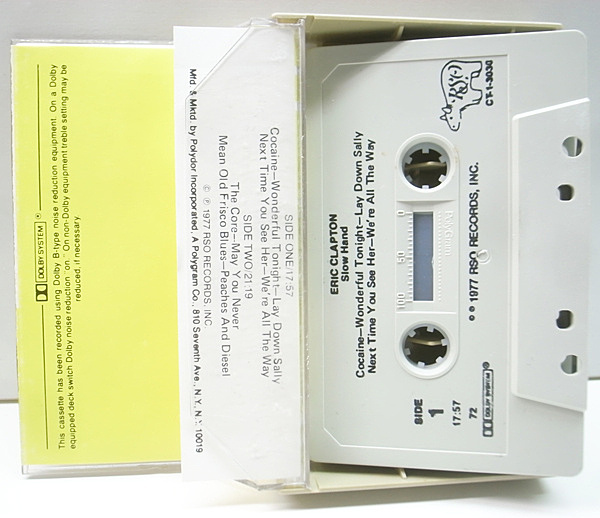 This cassette has been recorded using Dolby B-type noise reduction equipment. On a Dolby
equipped deck switch Dolby noise reduction "on." On non-Dolby equipment treble setting may be
reduced, if necessary.
DOLBY SYSTEM ®
SIDE ONE/17:57
Cocaine—Wonderful Tonight—Lay Down Sally
Next Time You See Her—We're All The Way
SIDE TWO/21:19
The Core—May You Never
Mean Old Frisco Blues—Peaches And Diesel
℗ © 1977 RSO RECORDS, INC.
Mfd. & Mktd. by Polydor Incorporated, A Polygram Co., 810 Seventh Ave., N.Y., N.Y. 10019
ERIC CLAPTON
Slow Hand
Cocaine—Wonderful Tonight—Lay Down Sally
Next Time You See Her—We're All The Way
100 50 0
SIDE
1
17:57
72
DOLBY SYSTEM ®
℗ © 1977 RSO RECORDS, INC.
RSO
CT-1-3030